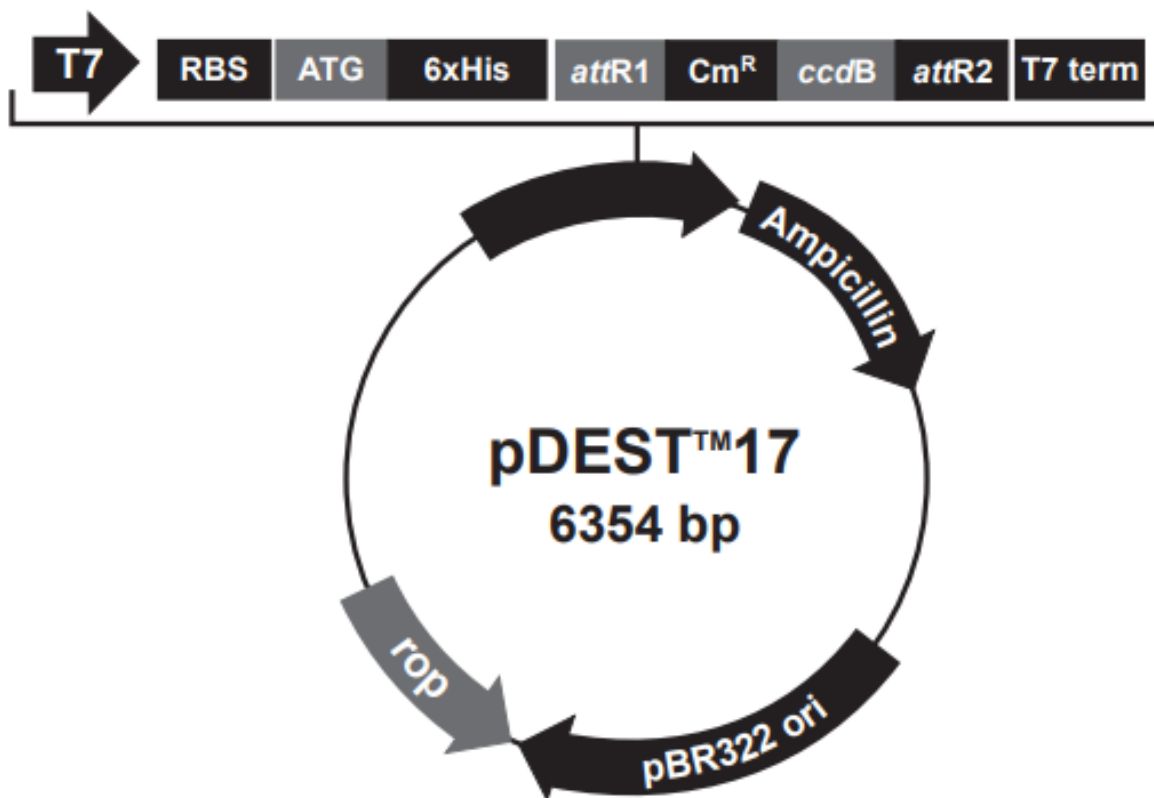 T7 RBS ATG 6xHis attR1 Cmᴿ ccdB attR2 T7 term
Ampicillin
pDEST™17
6354 bp
rop
pBR322 ori